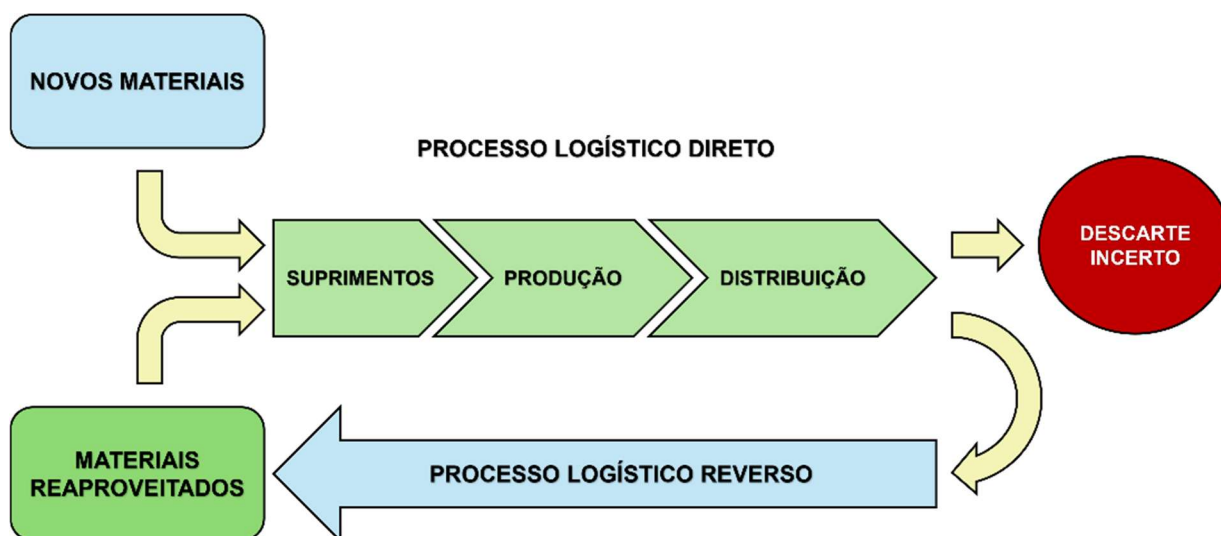 NOVOS MATERIAIS
PROCESSO LOGÍSTICO DIRETO
SUPRIMENTOS
PRODUÇÃO
DISTRIBUIÇÃO
DESCARTE
INCERTO
MATERIAIS
REAPROVEITADOS
PROCESSO LOGÍSTICO REVERSO